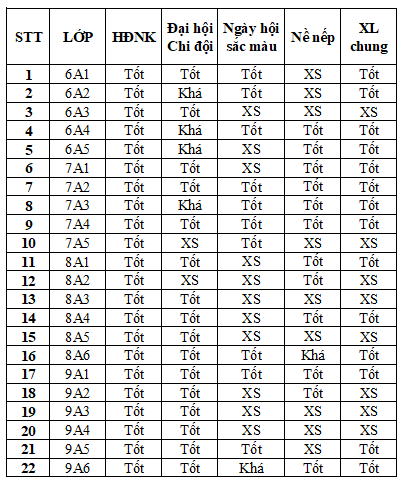 STT LỚP HĐNK Đại hội Chi đội Ngày hội sắc màu Nề nếp XL chung
1 6A1 Tốt Tốt Tốt XS Tốt
2 6A2 Tốt Khá Tốt XS Tốt
3 6A3 Tốt Tốt XS XS XS
4 6A4 Tốt Khá Tốt Tốt Tốt
5 6A5 Tốt Khá XS Tốt Tốt
6 7A1 Tốt Tốt XS Tốt Tốt
7 7A2 Tốt Tốt Tốt Tốt Tốt
8 7A3 Tốt Khá Tốt Tốt Tốt
9 7A4 Tốt Tốt Tốt Tốt Tốt
10 7A5 Tốt XS Tốt XS XS
11 8A1 Tốt Tốt XS Tốt Tốt
12 8A2 Tốt XS XS Tốt XS
13 8A3 Tốt Tốt XS XS XS
14 8A4 Tốt Tốt XS Tốt Tốt
15 8A5 Tốt Tốt XS XS XS
16 8A6 Tốt Tốt Tốt Khá Tốt
17 9A1 Tốt Tốt Tốt Tốt Tốt
18 9A2 Tốt Tốt XS Tốt XS
19 9A3 Tốt Tốt XS XS XS
20 9A4 Tốt Tốt XS XS XS
21 9A5 Tốt Tốt Tốt XS Tốt
22 9A6 Tốt Tốt Khá Tốt Tốt